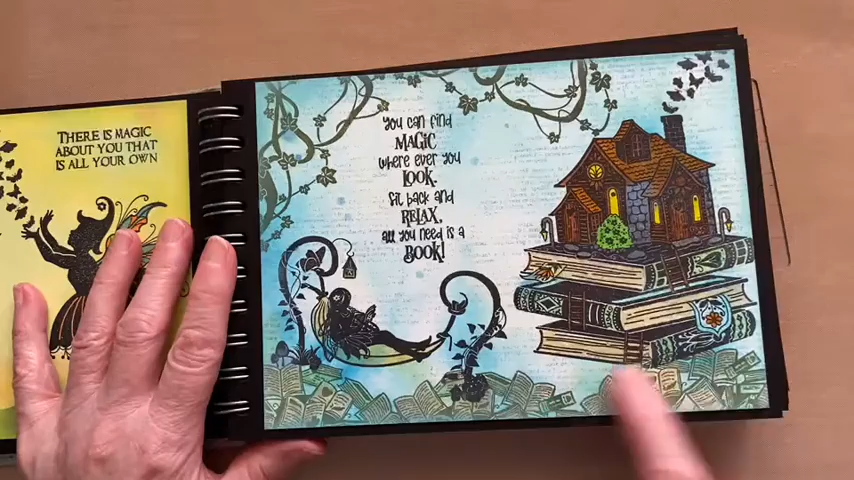 THERE IS MAGIC
ABOUT YOU THAT
IS ALL YOUR OWN
you can find
MAGiC
where ever you
LOOK.
sit back and
RELAX,
all you need is a
BOOK!